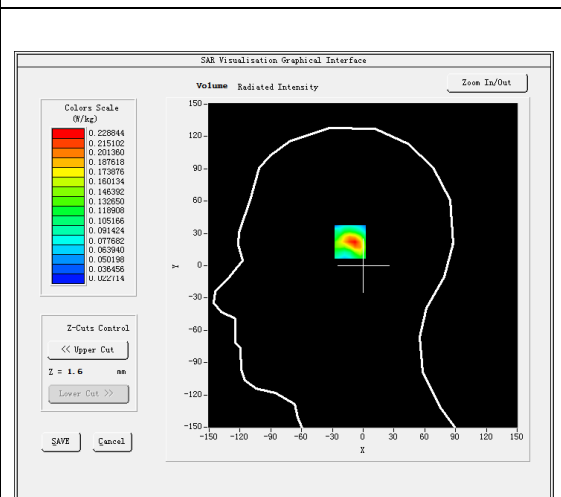 SAR Visualisation Graphical Interface
Volume Radiated Intensity
Zoom In/Out
Colors Scale
(W/kg)
0.228844
0.215102
0.201360
0.187618
0.173876
0.160134
0.146392
0.132650
0.118908
0.105166
0.091424
0.077682
0.063940
0.050198
0.036456
0.022714
Z-Cuts Control
<< Upper Cut
Z = 1.6 mm
Lower Cut >>
SAVE Cancel
150
120
90
60
30
0
-30
-60
-90
-120
-150
Y
-150 -120 -90 -60 -30 0 30 60 90 120 150
X